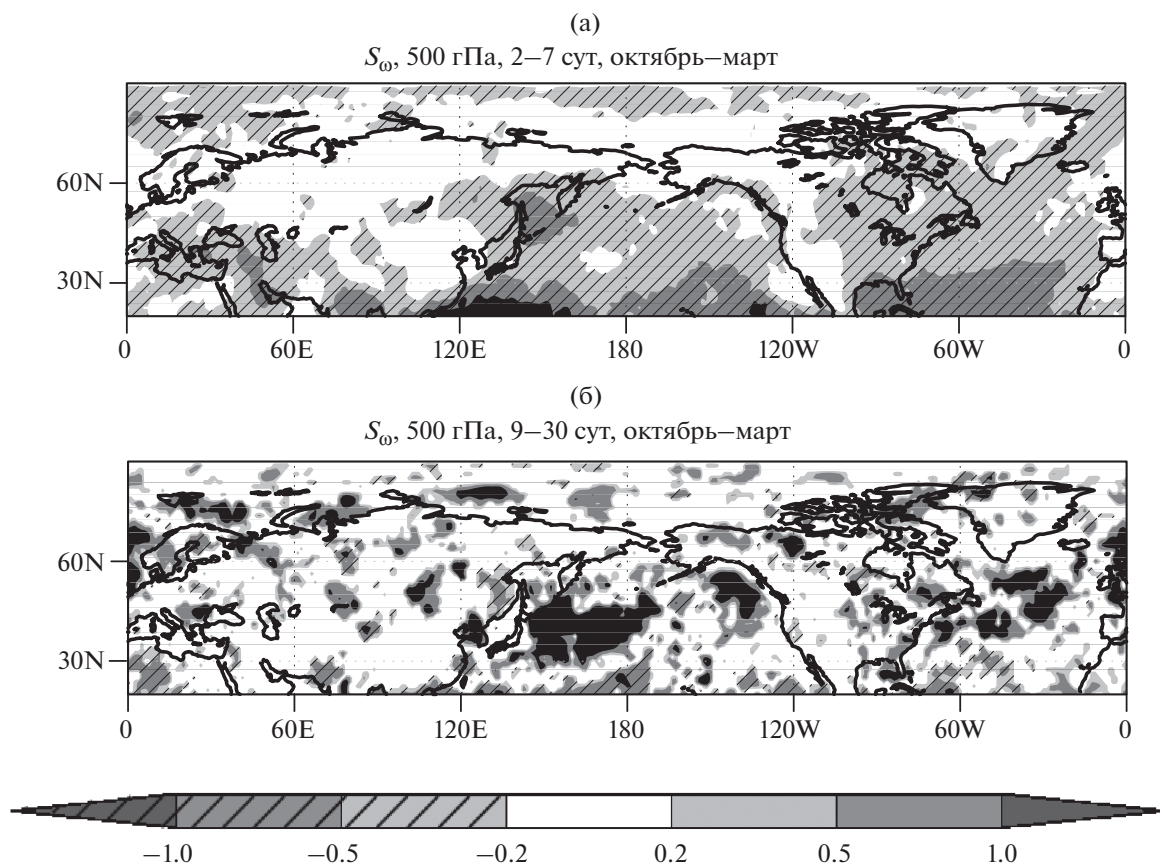 (а)
S_ω, 500 гПа, 2–7 сут, октябрь–март
60N
30N
0 60E 120E 180 120W 60W 0
(б)
S_ω, 500 гПа, 9–30 сут, октябрь–март
60N
30N
0 60E 120E 180 120W 60W 0
−1.0 −0.5 −0.2 0.2 0.5 1.0